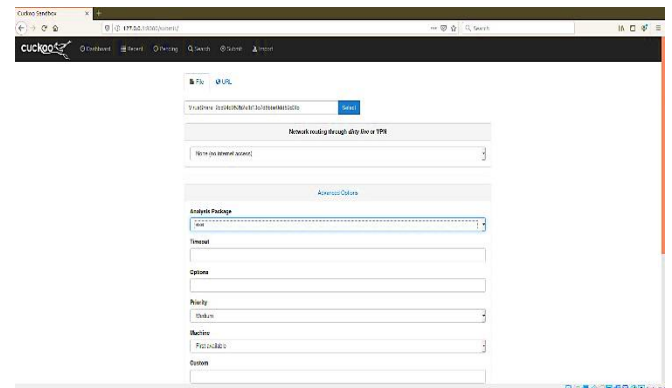 Cuckoo Sandbox
Search
cuckoo
Dashboard Recent Pending Search Submit Import
File URL
Select
Network routing through dirty line or VPN
None (no internet access)
Advanced Options
Analysis Package
Timeout
Options
Priority
Medium
Machine
First available
Custom